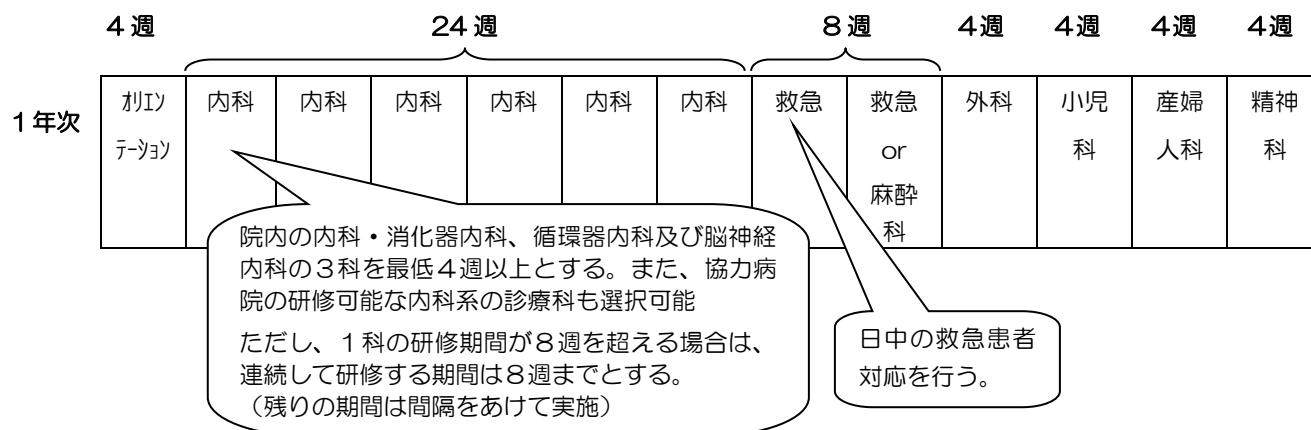 4週 24週 8週 4週 4週 4週 4週
1年次
ｵﾘｴﾝ 内科 内科 内科 内科 内科 内科 救急 救急 外科 小児 産婦 精神
ﾃｰｼｮﾝ or 科 人科 科
麻酔
科
院内の内科・消化器内科、循環器内科及び脳神経
内科の３科を最低４週以上とする。また、協力病
院の研修可能な内科系の診療科も選択可能
ただし、１科の研修期間が８週を超える場合は、
連続して研修する期間は８週までとする。
（残りの期間は間隔をあけて実施）
日中の救急患者
対応を行う。